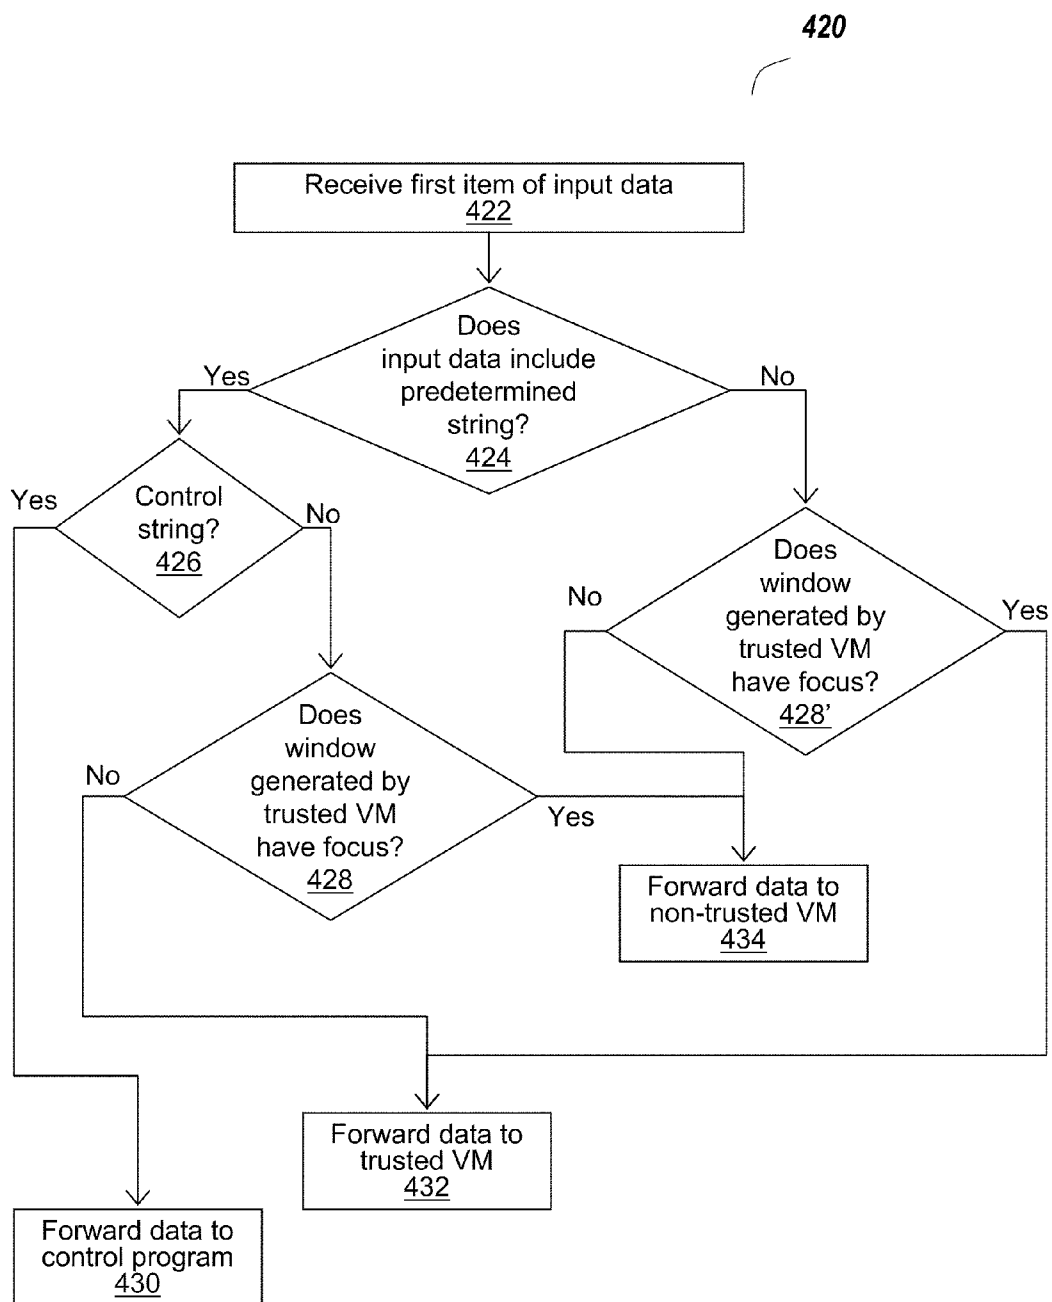 420
Receive first item of input data
422
Does
input data include
predetermined
string?
424
Yes
No
Control
string?
426
Yes
No
Does
window
generated by
trusted VM
have focus?
428'
No
Yes
Does
window
generated by
trusted VM
have focus?
428
No
Yes
Forward data to
non-trusted VM
434
Forward data to
trusted VM
432
Forward data to
control program
430